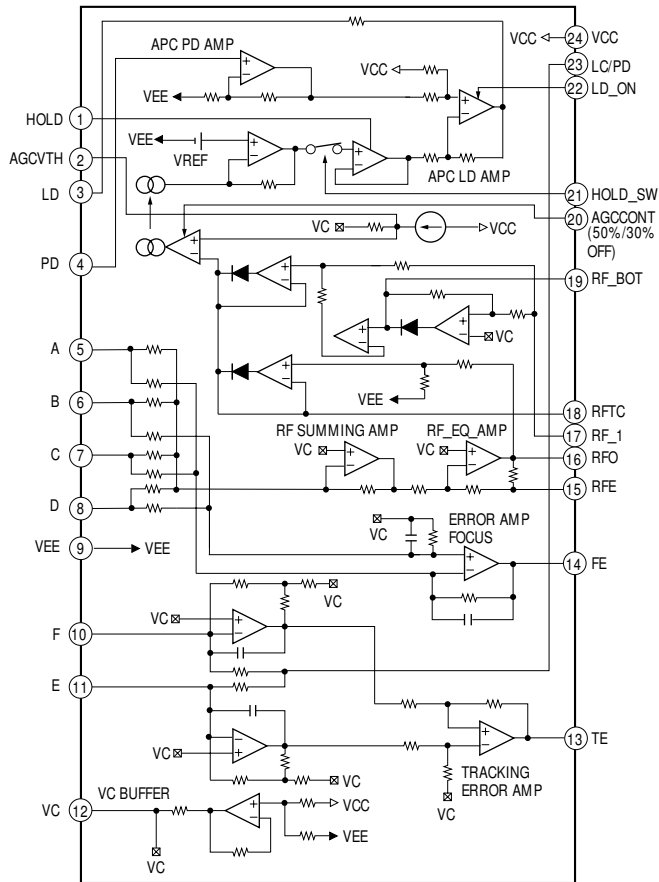 APC PD AMP
VCC
24
VCC
VCC
23
LC/PD
VEE
22
LD_ON
HOLD
1
VEE
VREF
AGCVTH
2
APC LD AMP
LD
3
21
HOLD_SW
VC
VCC
20
AGCCONT
(50%/30%
OFF)
PD
4
19
RF_BOT
VC
A
5
B
6
VEE
18
RFTC
C
7
RF SUMMING AMP
RF_EQ_AMP
17
RF_1
VC
VC
16
RFO
D
8
15
RFE
VC
ERROR AMP
FOCUS
VEE
9
VEE
14
FE
VC
VC
F
10
E
11
VC
13
TE
VC
TRACKING
ERROR AMP
VC BUFFER
VCC
VC
VC
12
VEE
VC